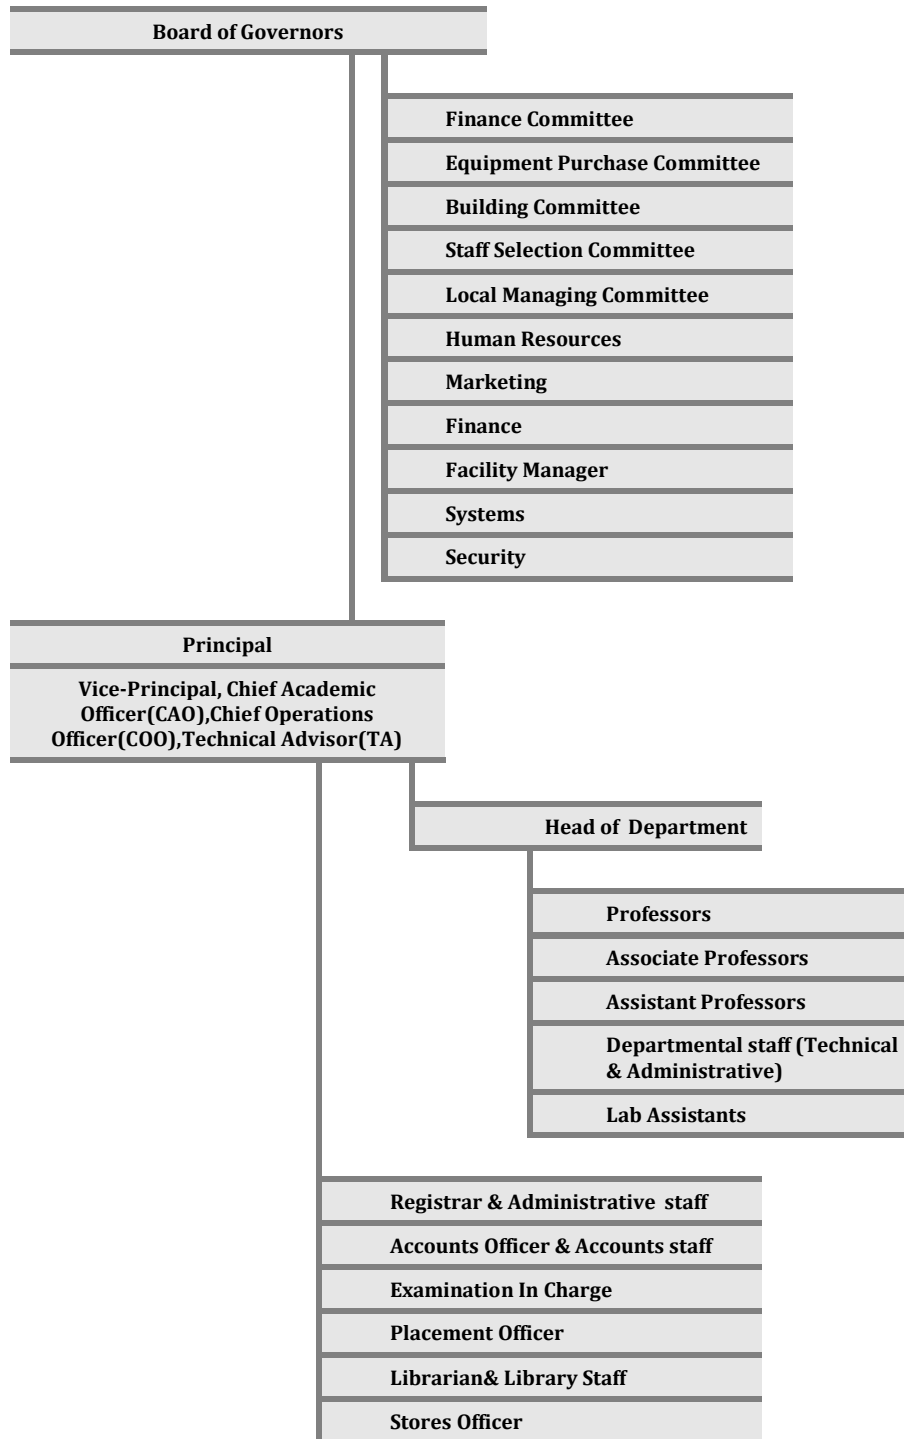 Board of Governors
Finance Committee
Equipment Purchase Committee
Building Committee
Staff Selection Committee
Local Managing Committee
Human Resources
Marketing
Finance
Facility Manager
Systems
Security
Principal
Vice-Principal, Chief Academic
Officer(CAO),Chief Operations
Officer(COO),Technical Advisor(TA)
Head of  Department
Professors
Associate Professors
Assistant Professors
Departmental staff (Technical
& Administrative)
Lab Assistants
Registrar & Administrative  staff
Accounts Officer & Accounts staff
Examination In Charge
Placement Officer
Librarian& Library Staff
Stores Officer